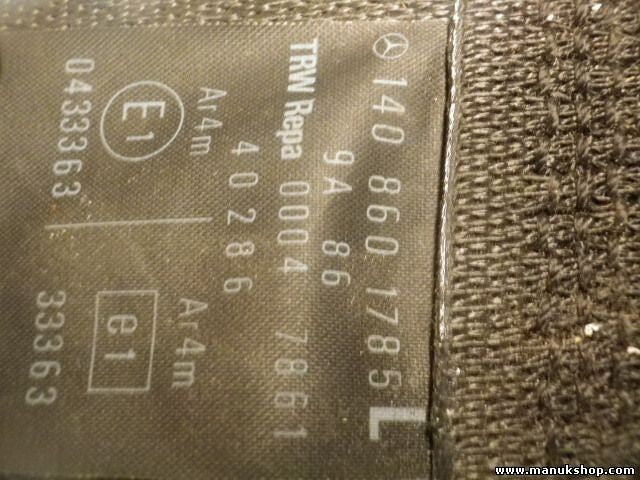 140 860 1785 L
9A 86
TRW Repa 0004 7861
40286
Ar4m Ar4m
E1 e1
0433363 33363
www.manukshop.com